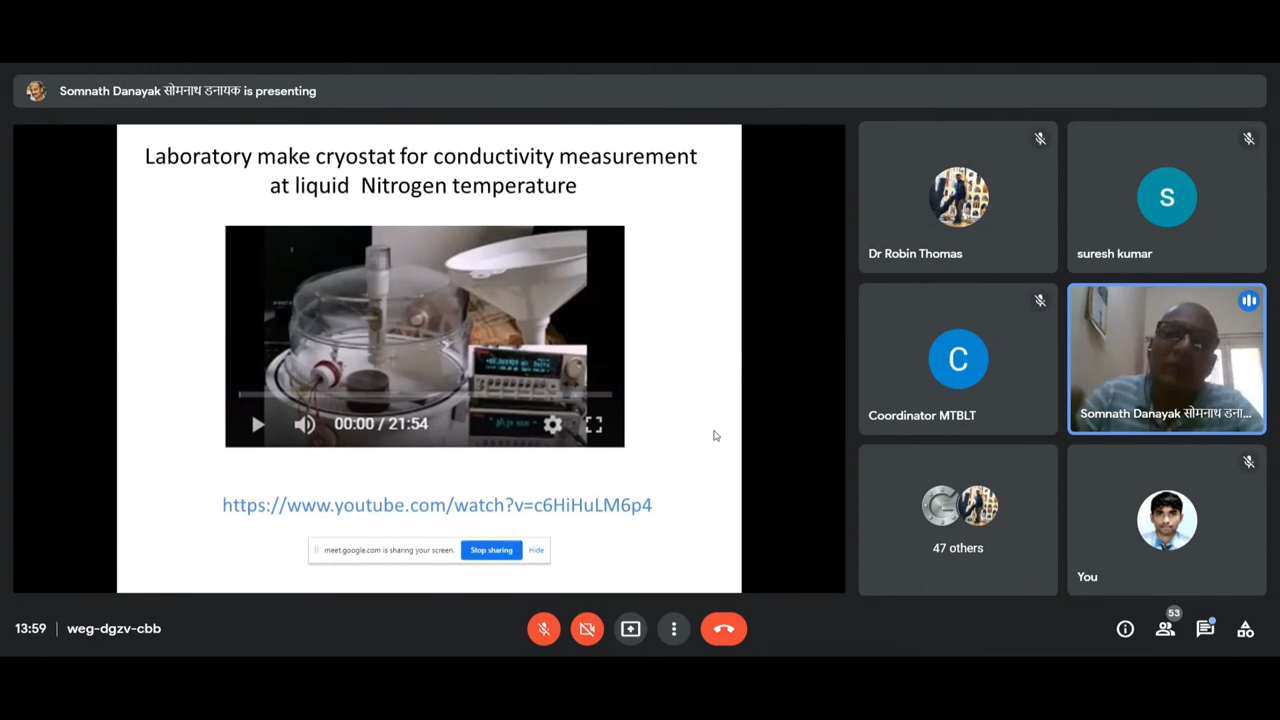 Somnath Danayak सोमनाथ डनायक is presenting
Laboratory make cryostat for conductivity measurement
at liquid Nitrogen temperature
00:00 / 21:54
https://www.youtube.com/watch?v=c6HiHuLM6p4
meet.google.com is sharing your screen.
Stop sharing
Hide
Dr Robin Thomas
S
suresh kumar
C
Coordinator MTBLT
Somnath Danayak सोमनाथ डना...
47 others
You
13:59
weg-dgzv-cbb
53